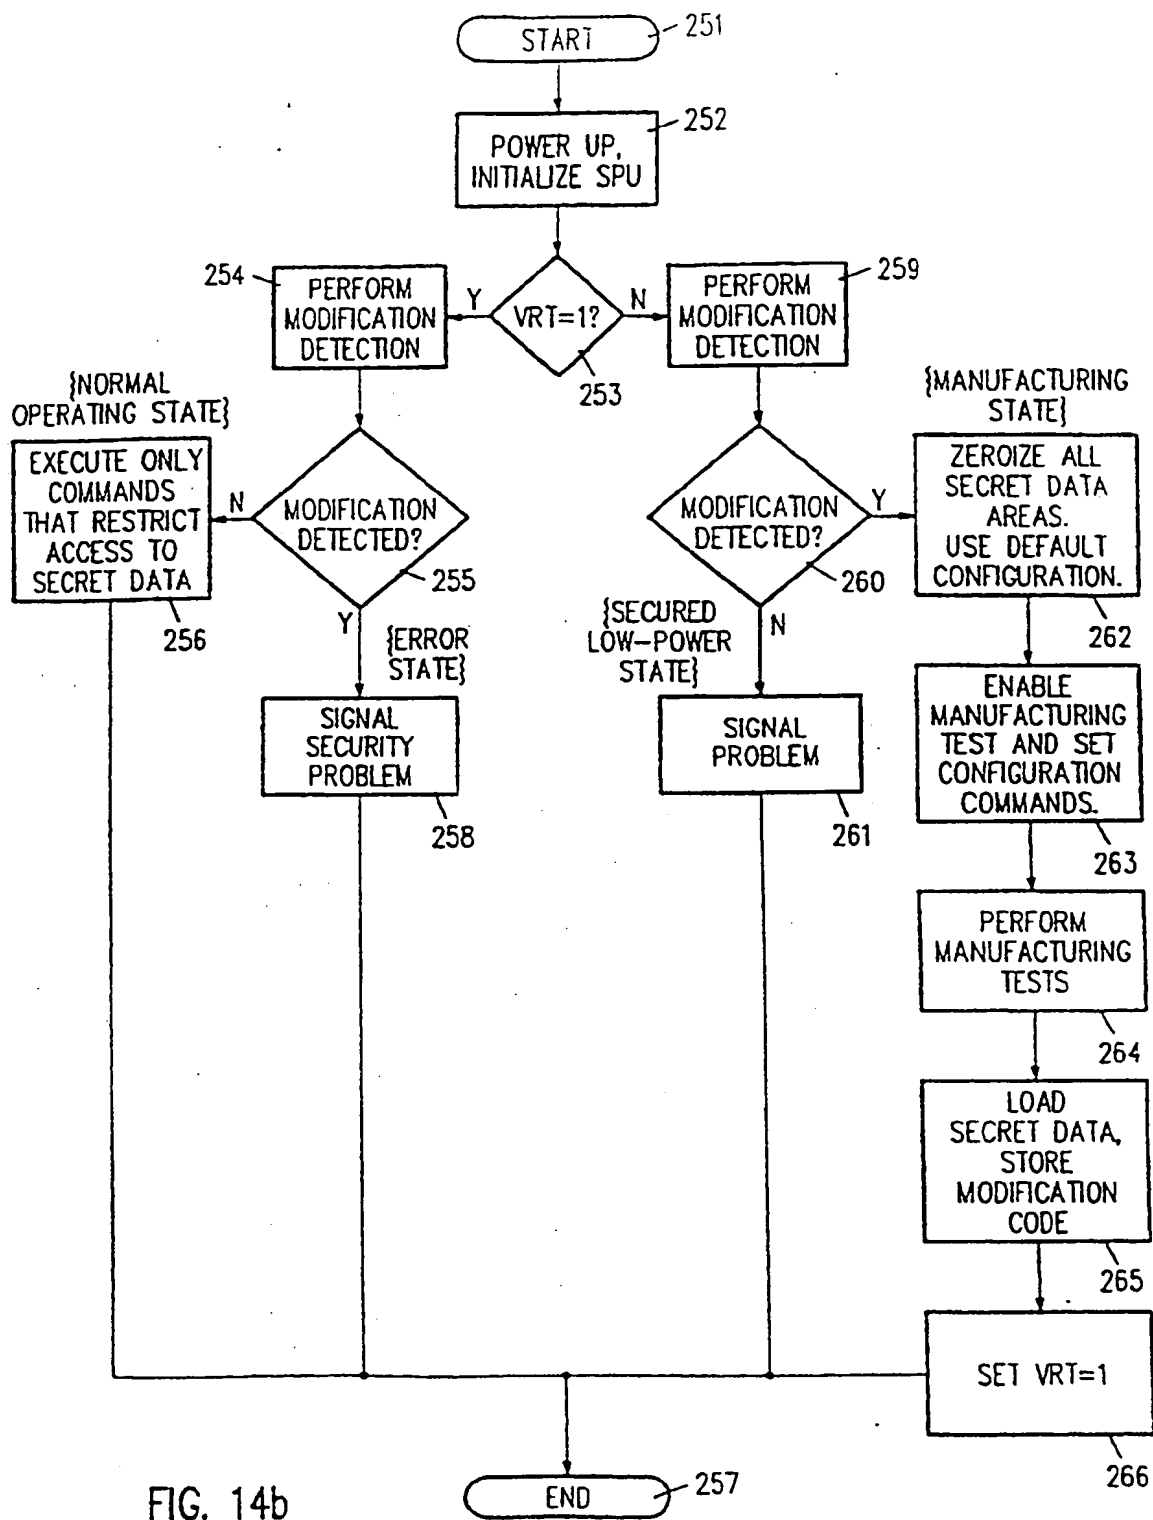 START
251
POWER UP,
INITIALIZE SPU
252
VRT=1?
253
Y
N
254
PERFORM
MODIFICATION
DETECTION
259
PERFORM
MODIFICATION
DETECTION
{NORMAL
OPERATING STATE}
EXECUTE ONLY
COMMANDS
THAT RESTRICT
ACCESS TO
SECRET DATA
256
N
MODIFICATION
DETECTED?
255
Y
{ERROR
STATE}
SIGNAL
SECURITY
PROBLEM
258
MODIFICATION
DETECTED?
260
Y
N
{SECURED
LOW-POWER
STATE}
SIGNAL
PROBLEM
261
{MANUFACTURING
STATE}
ZEROIZE ALL
SECRET DATA
AREAS.
USE DEFAULT
CONFIGURATION.
262
ENABLE
MANUFACTURING
TEST AND SET
CONFIGURATION
COMMANDS.
263
PERFORM
MANUFACTURING
TESTS
264
LOAD
SECRET DATA,
STORE
MODIFICATION
CODE
265
SET VRT=1
266
END
257
FIG. 14b